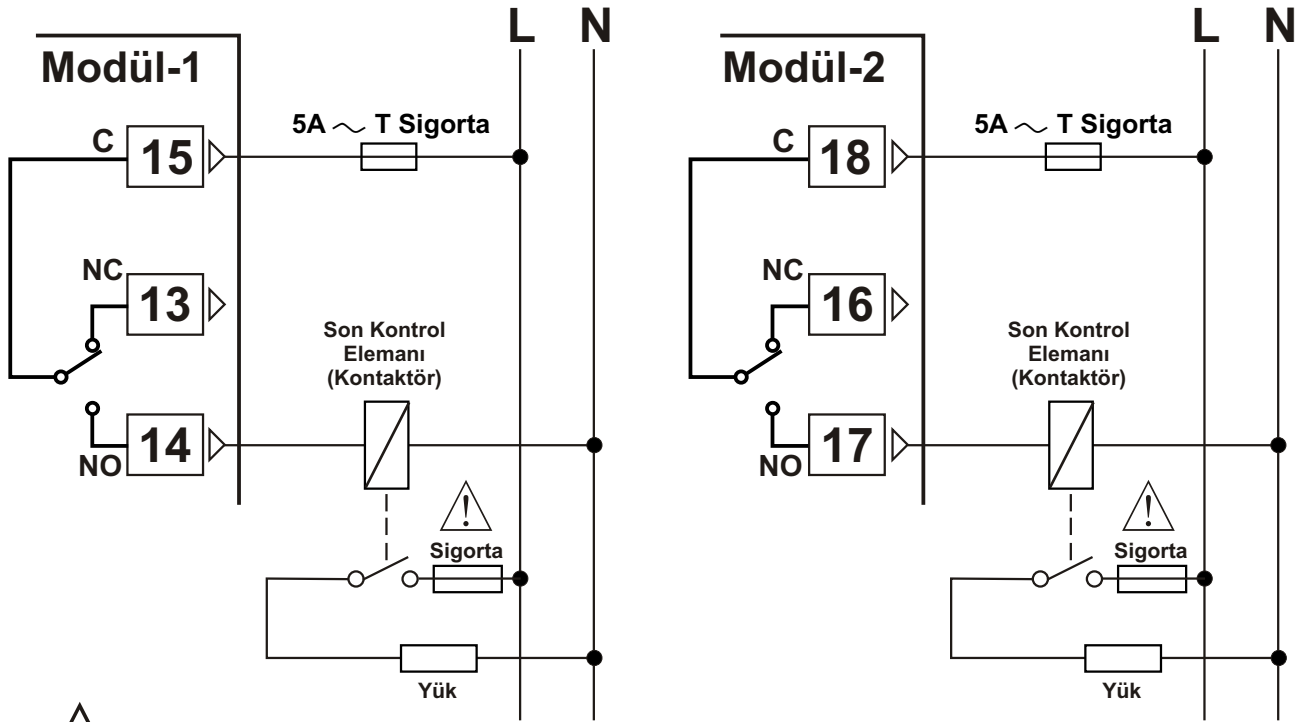 L N
Modül-1
5A ~ T Sigorta
C
15
NC
13
Son Kontrol
Elemanı
(Kontaktör)
14
NO
!
Sigorta
Yük
L N
Modül-2
5A ~ T Sigorta
C
18
NC
16
Son Kontrol
Elemanı
(Kontaktör)
17
NO
!
Sigorta
Yük